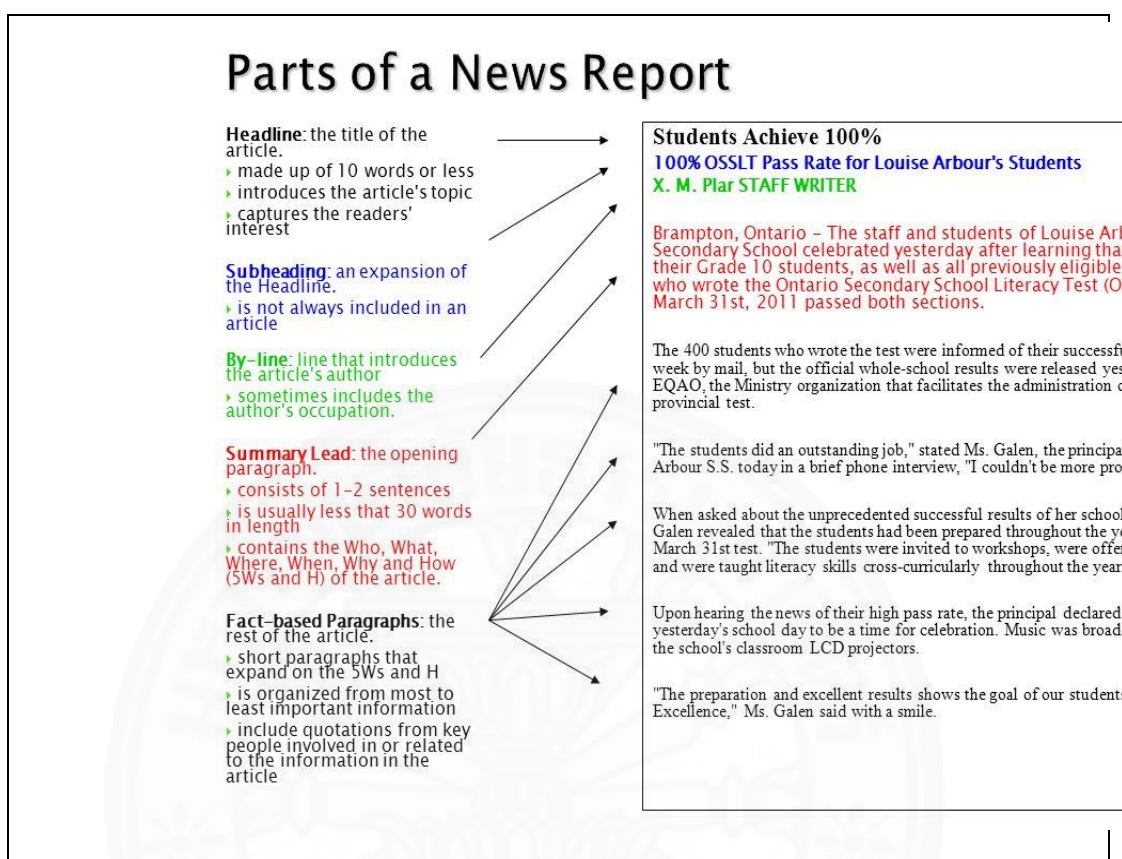 Parts of a News Report
Headline: the title of the
article.
made up of 10 words or less
introduces the article's topic
captures the readers'
interest
Subheading: an expansion of
the Headline.
is not always included in an
article
By-line: line that introduces
the article's author
sometimes includes the
author's occupation.
Summary Lead: the opening
paragraph.
consists of 1-2 sentences
is usually less that 30 words
in length
contains the Who, What,
Where, When, Why and How
(5Ws and H) of the article.
Fact-based Paragraphs: the
rest of the article.
short paragraphs that
expand on the 5Ws and H
is organized from most to
least important information
include quotations from key
people involved in or related
to the information in the
article
Students Achieve 100%
100% OSSLT Pass Rate for Louise Arbour's Students
X. M. Plar STAFF WRITER
Brampton, Ontario - The staff and students of Louise
Secondary School celebrated yesterday after learning
their Grade 10 students, as well as all previously eligible
who wrote the Ontario Secondary School Literacy Test
March 31st, 2011 passed both sections.
The 400 students who wrote the test were informed of their
week by mail, but the official whole-school results were released
EQAO, the Ministry organization that facilitates the administration
provincial test.
"The students did an outstanding job," stated Ms. Galen, the
Arbour S.S. today in a brief phone interview, "I couldn't be more
When asked about the unprecedented successful results of her
Galen revealed that the students had been prepared throughout the
March 31st test. "The students were invited to workshops, were
and were taught literacy skills cross-curricularly throughout the year
Upon hearing the news of their high pass rate, the principal declared
yesterday's school day to be a time for celebration. Music was
the school's classroom LCD projectors.
"The preparation and excellent results shows the goal of our
Excellence," Ms. Galen said with a smile.